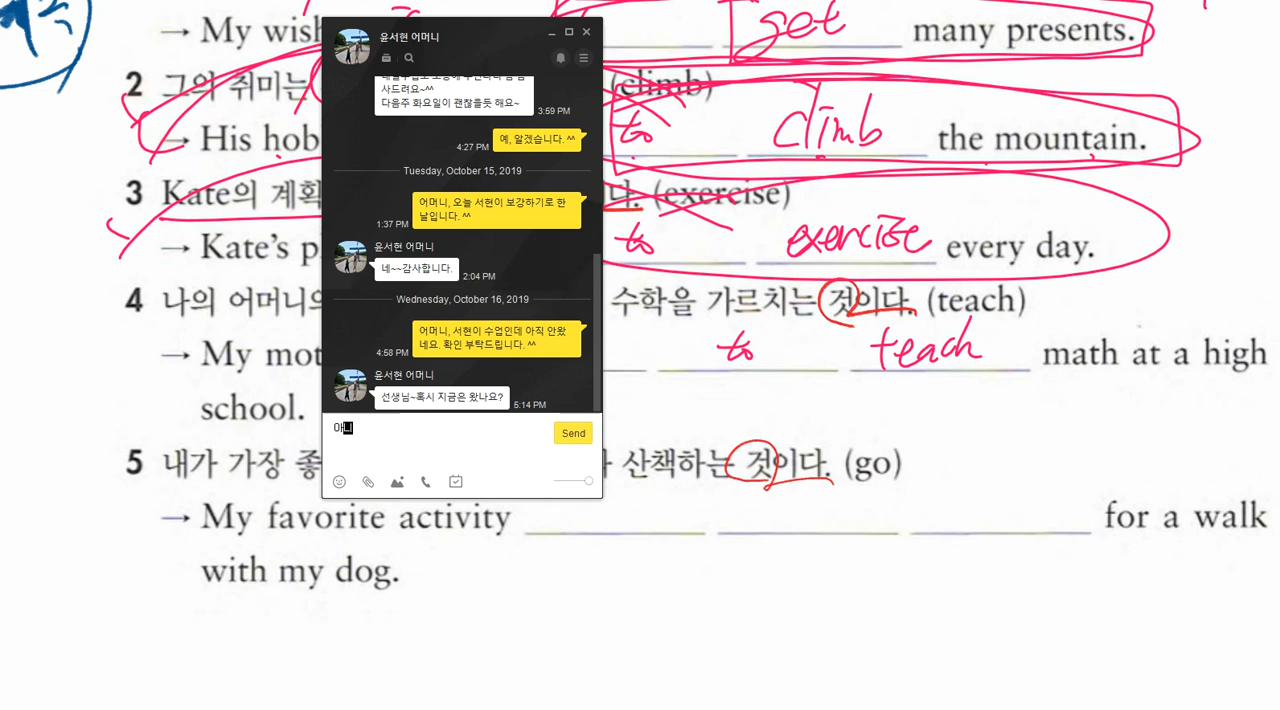 → My wish get many presents.
2 그의 취미는 (climb)
→ His hob to climb the mountain.
3 Kate의 계획 다. (exercise)
→ Kate's p to exercise every day.
4 나의 어머니의 수학을 가르치는 것이다. (teach)
→ My mot to teach math at a high
school.
5 내가 가장 좋 산책하는 것이다. (go)
→ My favorite activity for a walk
with my dog.
윤서현 어머니
사드려요~^^
다음주 화요일이 괜찮을듯 해요~
3:59 PM
예, 알겠습니다. ^^
4:27 PM
Tuesday, October 15, 2019
어머니, 오늘 서현이 보강하기로 한
날입니다. ^^
1:37 PM
윤서현 어머니
네~~감사합니다.
2:04 PM
Wednesday, October 16, 2019
어머니, 서현이 수업인데 아직 안왔
네요. 확인 부탁드립니다. ^^
4:58 PM
윤서현 어머니
선생님~혹시 지금은 왔나요?
5:14 PM
아니
Send